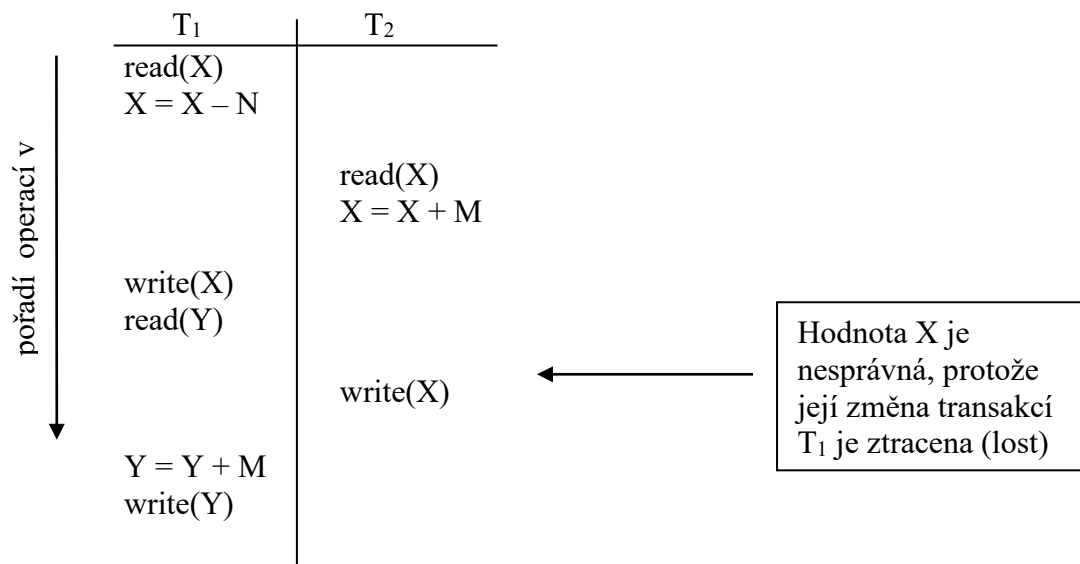 T₁ T₂
read(X)
X = X – N
read(X)
X = X + M
write(X)
read(Y)
write(X)
Y = Y + M
write(Y)
pořadí operací v
Hodnota X je
nesprávná, protože
její změna transakcí
T₁ je ztracena (lost)